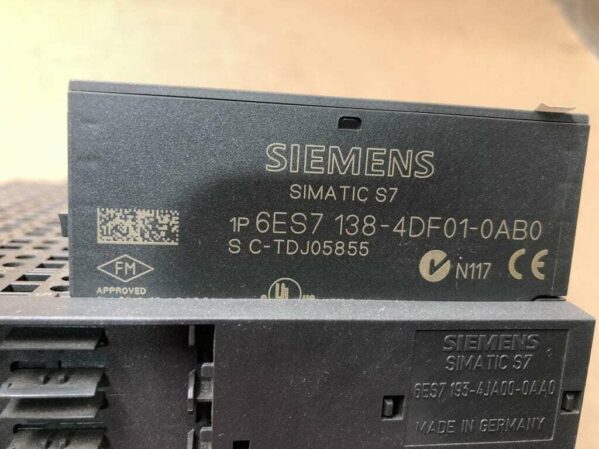 SIEMENS
SIMATIC S7
1P 6ES7 138-4DF01-0AB0
S C-TDJ05855
FM
APPROVED
N117 CE
SIEMENS
SIMATIC S7
6ES7 193-4JA00-0AA0
MADE IN GERMANY